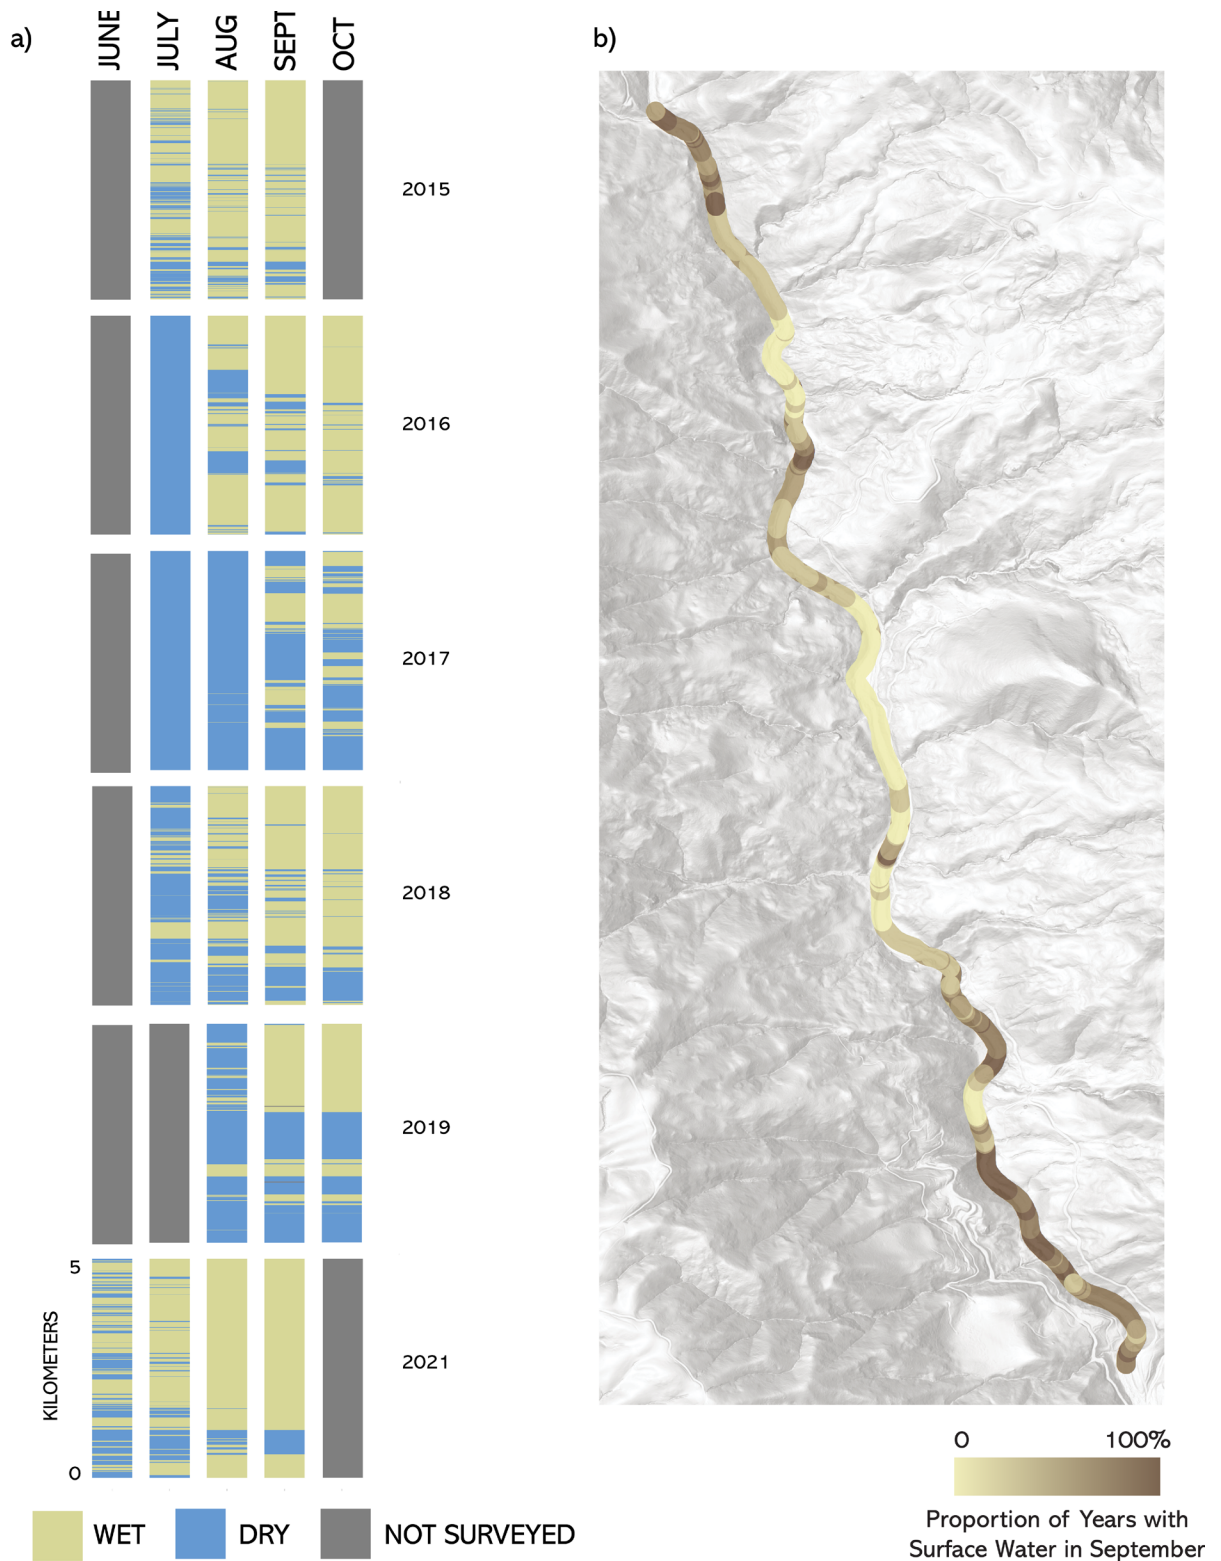 a)
JUNE
JULY
AUG
SEPT
OCT
2015
2016
2017
2018
2019
2021
5
KILOMETERS
0
WET
DRY
NOT SURVEYED
b)
0 100%
Proportion of Years with
Surface Water in September